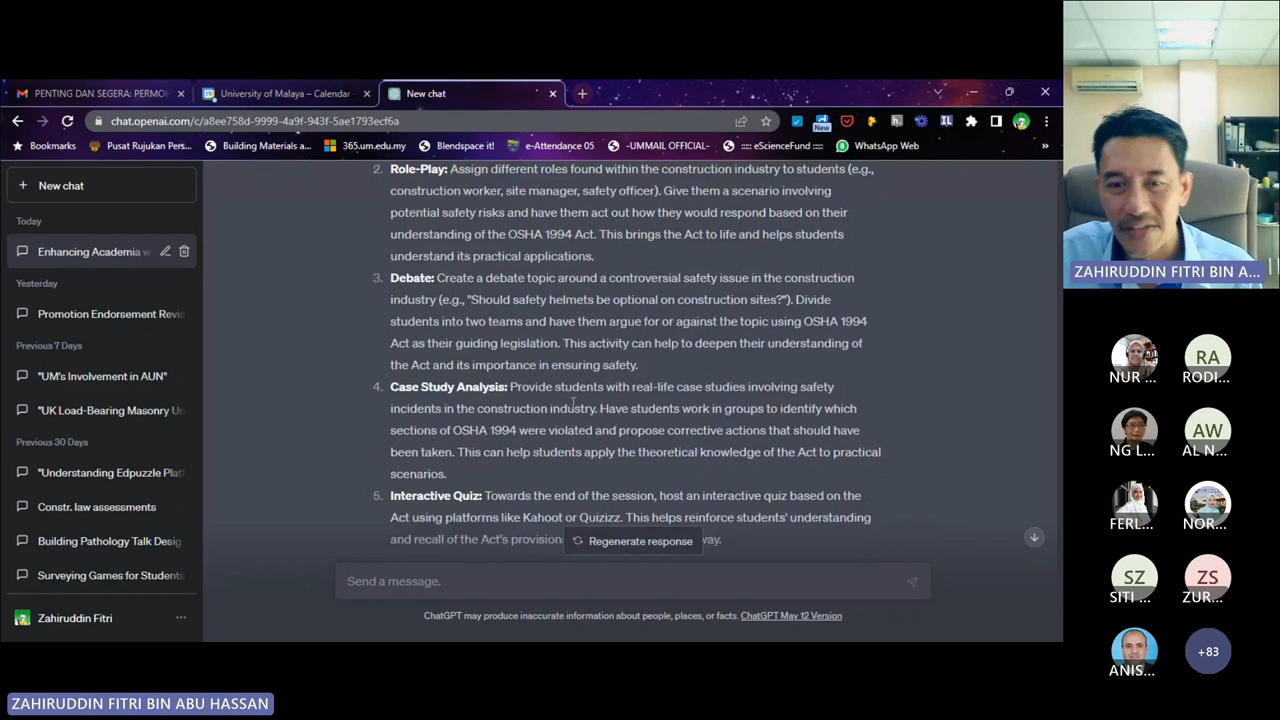 PENTING DAN SEGERA: PERMOH
University of Malaya – Calendar
New chat
chat.openai.com/c/a8ee758d-9999-4a9f-943f-5ae1793ecf6a
New
Bookmarks
Pusat Rujukan Pers...
Building Materials a...
365.um.edu.my
Blendspace it!
e-Attendance 05
-UMMAIL OFFICIAL-
:::: eScienceFund ::::
WhatsApp Web
New chat
Today
Enhancing Academia w
Yesterday
Promotion Endorsement Revis
Previous 7 Days
"UM's Involvement in AUN"
"UK Load-Bearing Masonry Un
Previous 30 Days
"Understanding Edpuzzle Platf
Constr. law assessments
Building Pathology Talk Desig
Surveying Games for Students
Zahiruddin Fitri
2. Role-Play: Assign different roles found within the construction industry to students (e.g.,
construction worker, site manager, safety officer). Give them a scenario involving
potential safety risks and have them act out how they would respond based on their
understanding of the OSHA 1994 Act. This brings the Act to life and helps students
understand its practical applications.
3. Debate: Create a debate topic around a controversial safety issue in the construction
industry (e.g., "Should safety helmets be optional on construction sites?"). Divide
students into two teams and have them argue for or against the topic using OSHA 1994
Act as their guiding legislation. This activity can help to deepen their understanding of
the Act and its importance in ensuring safety.
4. Case Study Analysis: Provide students with real-life case studies involving safety
incidents in the construction industry. Have students work in groups to identify which
sections of OSHA 1994 were violated and propose corrective actions that should have
been taken. This can help students apply the theoretical knowledge of the Act to practical
scenarios.
5. Interactive Quiz: Towards the end of the session, host an interactive quiz based on the
Act using platforms like Kahoot or Quizizz. This helps reinforce students' understanding
and recall of the Act's provisions way.
Regenerate response
Send a message.
ChatGPT may produce inaccurate information about people, places, or facts. ChatGPT May 12 Version
ZAHIRUDDIN FITRI BIN A...
NUR ...
RA
RODI...
NG L...
AW
AL N...
FERL...
NOR...
SZ
SITI ...
ZS
ZUR...
ANIS...
+83
ZAHIRUDDIN FITRI BIN ABU HASSAN